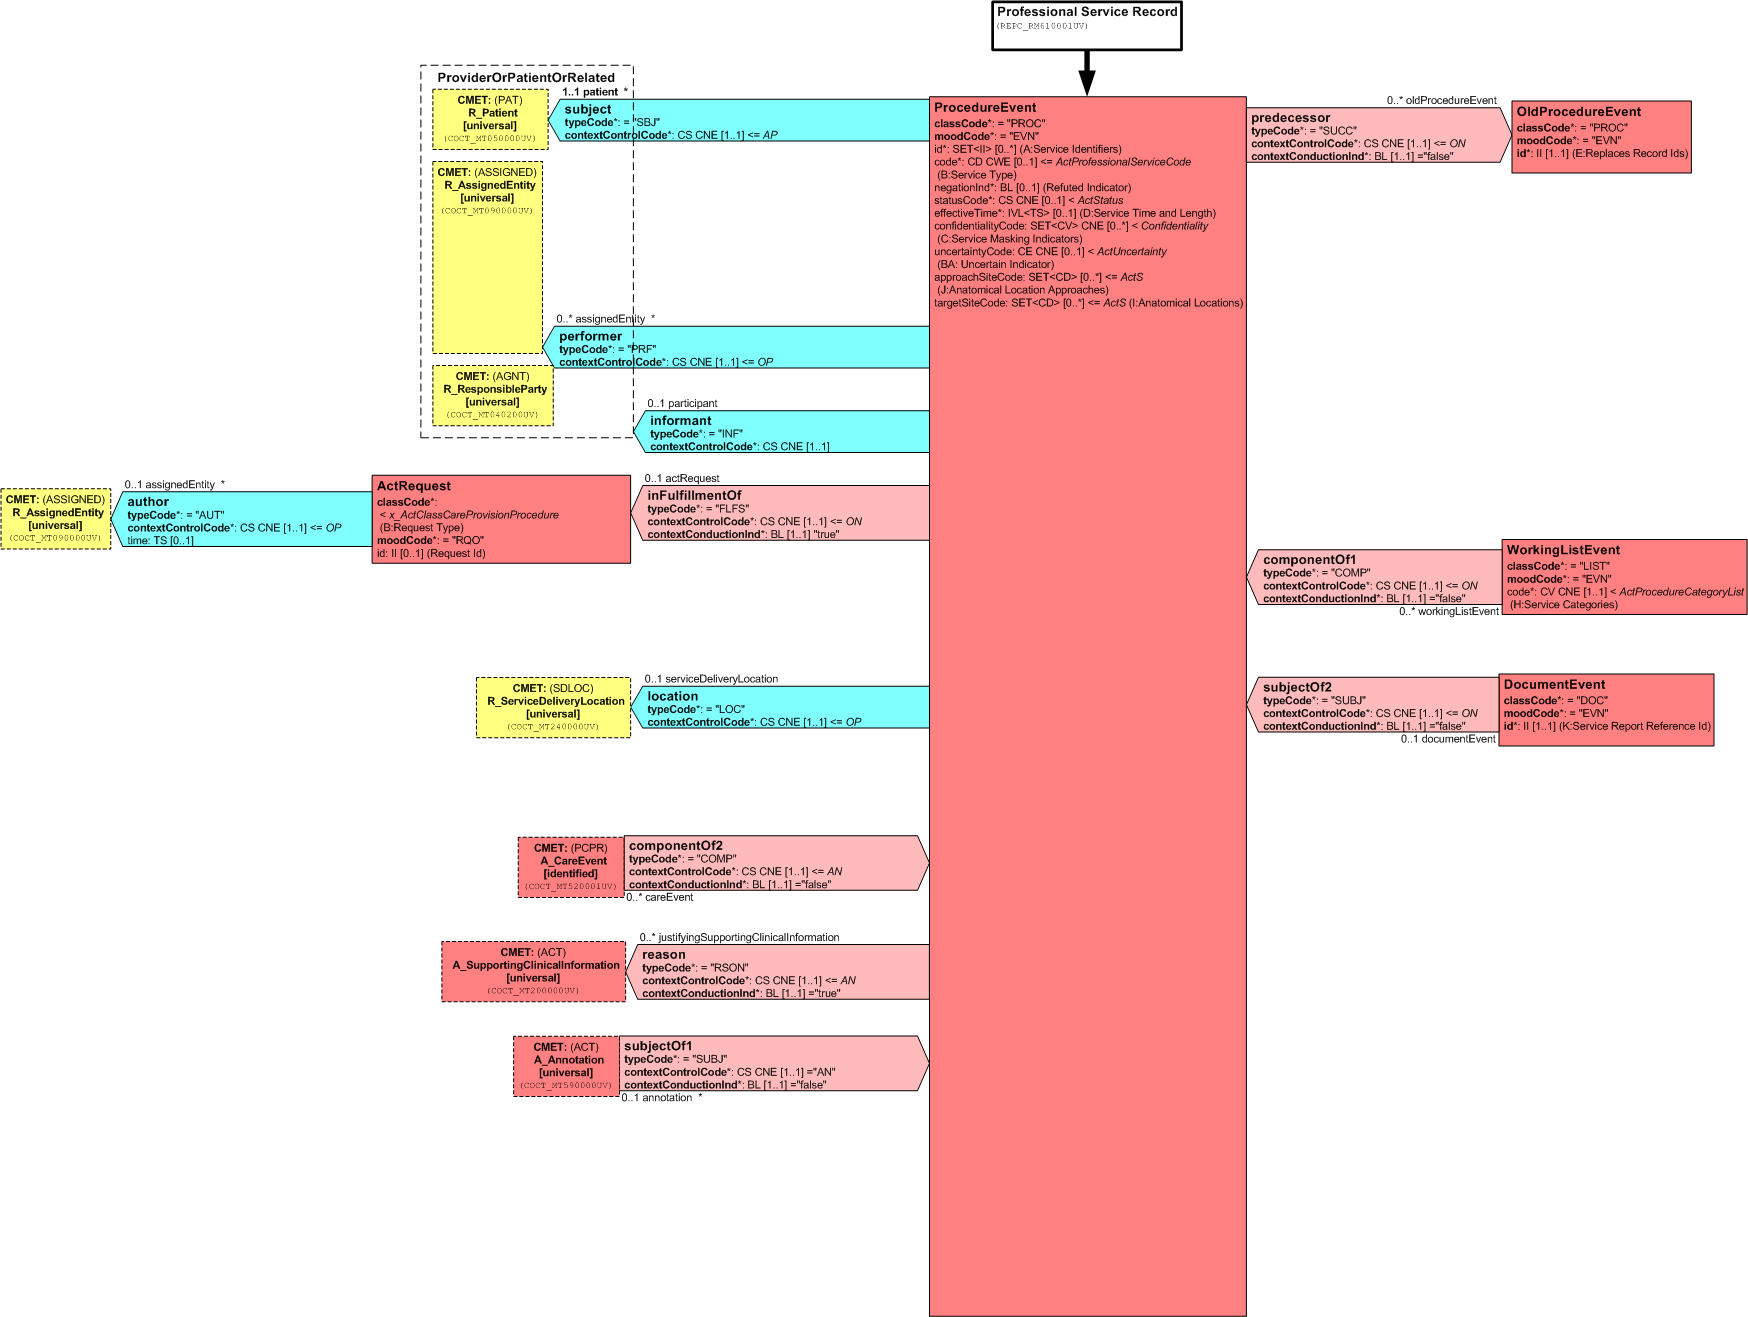 Professional Service Record
(REPC_RM610001UV)
ProviderOrPatientOrRelated
1..1 patient  *
CMET: (PAT)
R_Patient
[universal]
(COCT_MT050000UV)
subject
typeCode*: = "SBJ"
contextControlCode*: CS CNE [1..1] <= AP
CMET: (ASSIGNED)
R_AssignedEntity
[universal]
(COCT_MT090000UV)
0..* assignedEntity  *
performer
typeCode*: = "PRF"
contextControlCode*: CS CNE [1..1] <= OP
CMET: (AGNT)
R_ResponsibleParty
[universal]
(COCT_MT040200UV)
0..1 participant
informant
typeCode*: = "INF"
contextControlCode*: CS CNE [1..1]
ProcedureEvent
classCode*: = "PROC"
moodCode*: = "EVN"
id*: SET<II> [0..*] (A:Service Identifiers)
code*: CD CWE [0..1] <= ActProfessionalServiceCode
(B:Service Type)
negationInd*: BL [0..1] (Refuted Indicator)
statusCode*: CS CNE [0..1] < ActStatus
effectiveTime*: IVL<TS> [0..1] (D:Service Time and Length)
confidentialityCode: SET<CV> CNE [0..*] < Confidentiality
(C:Service Masking Indicators)
uncertaintyCode: CE CNE [0..1] < ActUncertainty
(BA: Uncertain Indicator)
approachSiteCode: SET<CD> [0..*] <= ActS
(J:Anatomical Location Approaches)
targetSiteCode: SET<CD> [0..*] <= ActS (I:Anatomical Locations)
0..* oldProcedureEvent
predecessor
typeCode*: = "SUCC"
contextControlCode*: CS CNE [1..1] <= ON
contextConductionInd*: BL [1..1] ="false"
OldProcedureEvent
classCode*: = "PROC"
moodCode*: = "EVN"
id*: II [1..1] (E:Replaces Record Ids)
CMET: (ASSIGNED)
R_AssignedEntity
[universal]
(COCT_MT090000UV)
0..1 assignedEntity  *
author
typeCode*: = "AUT"
contextControlCode*: CS CNE [1..1] <= OP
time: TS [0..1]
ActRequest
classCode*:
< x_ActClassCareProvisionProcedure
(B:Request Type)
moodCode*: = "RQO"
id: II [0..1] (Request Id)
0..1 actRequest
inFulfillmentOf
typeCode*: = "FLFS"
contextControlCode*: CS CNE [1..1] <= ON
contextConductionInd*: BL [1..1] "true"
componentOf1
typeCode*: = "COMP"
contextControlCode*: CS CNE [1..1] <= ON
contextConductionInd*: BL [1..1] ="false"
0..* workingListEvent
WorkingListEvent
classCode*: = "LIST"
moodCode*: = "EVN"
code*: CV CNE [1..1] < ActProcedureCategoryList
(H:Service Categories)
CMET: (SDLOC)
R_ServiceDeliveryLocation
[universal]
(COCT_MT240000UV)
0..1 serviceDeliveryLocation
location
typeCode*: = "LOC"
contextControlCode*: CS CNE [1..1] <= OP
subjectOf2
typeCode*: = "SUBJ"
contextControlCode*: CS CNE [1..1] <= ON
contextConductionInd*: BL [1..1] ="false"
0..1 documentEvent
DocumentEvent
classCode*: = "DOC"
moodCode*: = "EVN"
id*: II [1..1] (K:Service Report Reference Id)
CMET: (PCPR)
A_CareEvent
[identified]
(COCT_MT520001UV)
componentOf2
typeCode*: = "COMP"
contextControlCode*: CS CNE [1..1] <= AN
contextConductionInd*: BL [1..1] ="false"
0..* careEvent
CMET: (ACT)
A_SupportingClinicalInformation
[universal]
(COCT_MT200000UV)
0..* justifyingSupportingClinicalInformation
reason
typeCode*: = "RSON"
contextControlCode*: CS CNE [1..1] <= AN
contextConductionInd*: BL [1..1] ="true"
CMET: (ACT)
A_Annotation
[universal]
(COCT_MT590000UV)
subjectOf1
typeCode*: = "SUBJ"
contextControlCode*: CS CNE [1..1] ="AN"
contextConductionInd*: BL [1..1] ="false"
0..1 annotation  *